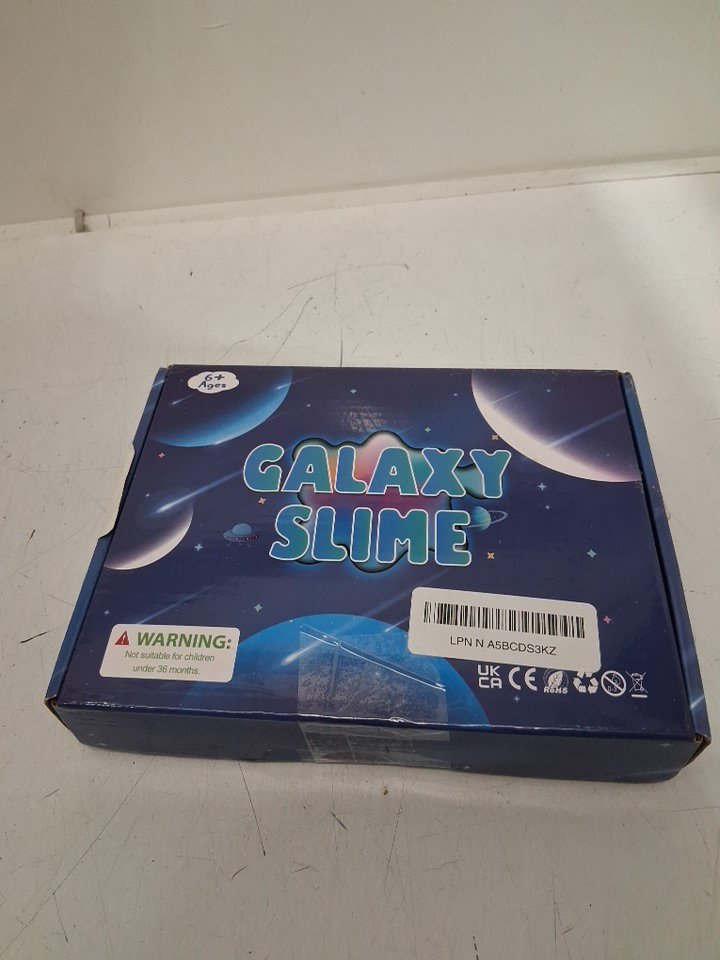 6+
Ages
GALAXY
SLIME
LPN N A5BCDS3KZ
WARNING:
Not suitable for children
under 36 months.
UK
CA
CE
RoHS